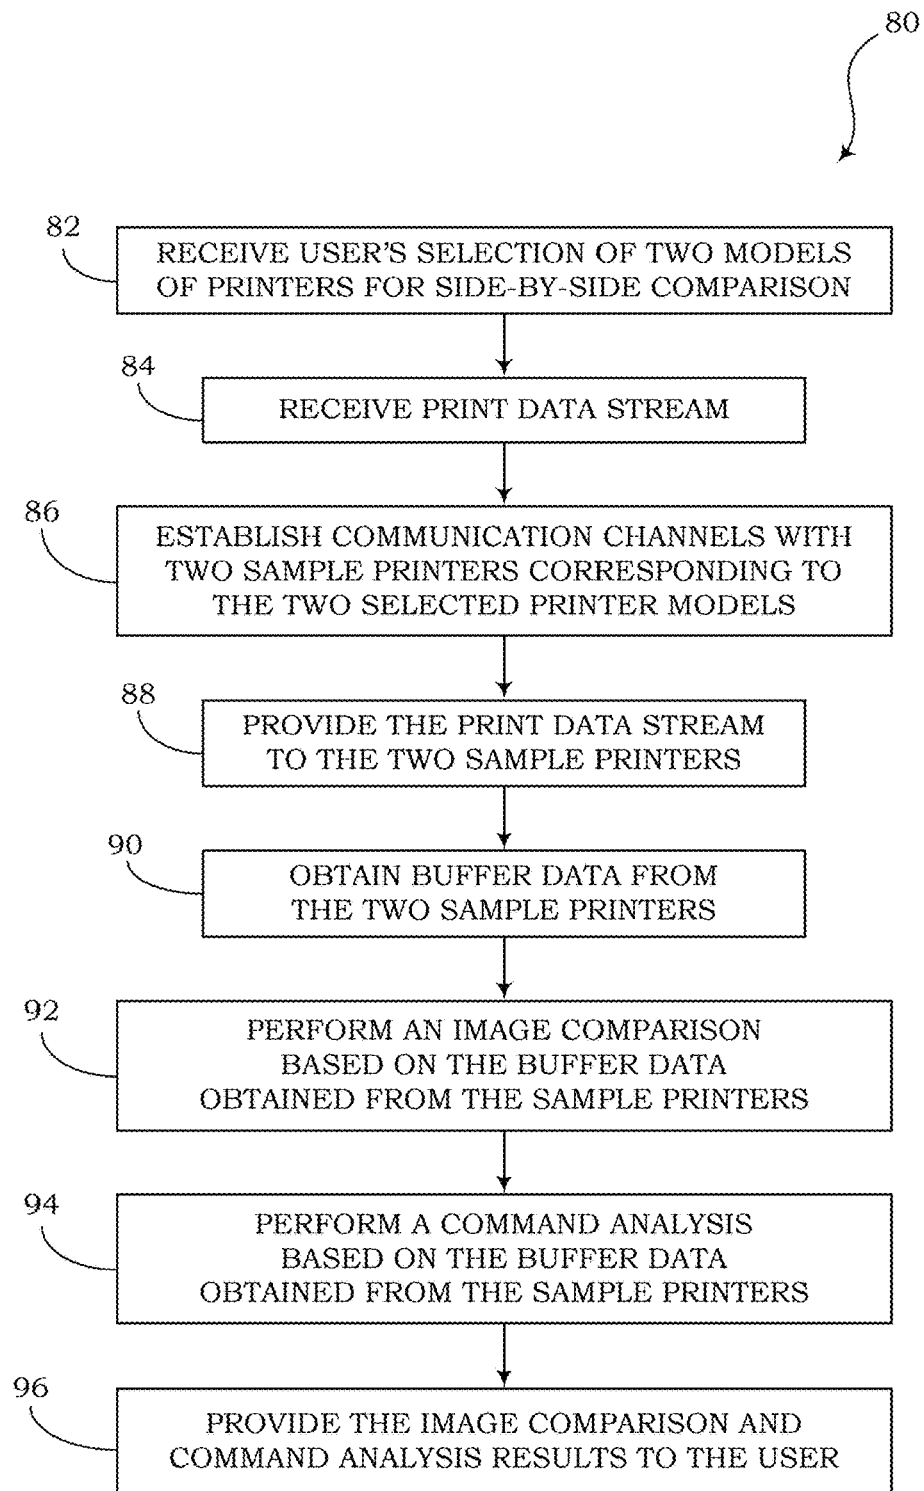 80
82
RECEIVE USER'S SELECTION OF TWO MODELS
OF PRINTERS FOR SIDE-BY-SIDE COMPARISON
84
RECEIVE PRINT DATA STREAM
86
ESTABLISH COMMUNICATION CHANNELS WITH
TWO SAMPLE PRINTERS CORRESPONDING TO
THE TWO SELECTED PRINTER MODELS
88
PROVIDE THE PRINT DATA STREAM
TO THE TWO SAMPLE PRINTERS
90
OBTAIN BUFFER DATA FROM
THE TWO SAMPLE PRINTERS
92
PERFORM AN IMAGE COMPARISON
BASED ON THE BUFFER DATA
OBTAINED FROM THE SAMPLE PRINTERS
94
PERFORM A COMMAND ANALYSIS
BASED ON THE BUFFER DATA
OBTAINED FROM THE SAMPLE PRINTERS
96
PROVIDE THE IMAGE COMPARISON AND
COMMAND ANALYSIS RESULTS TO THE USER